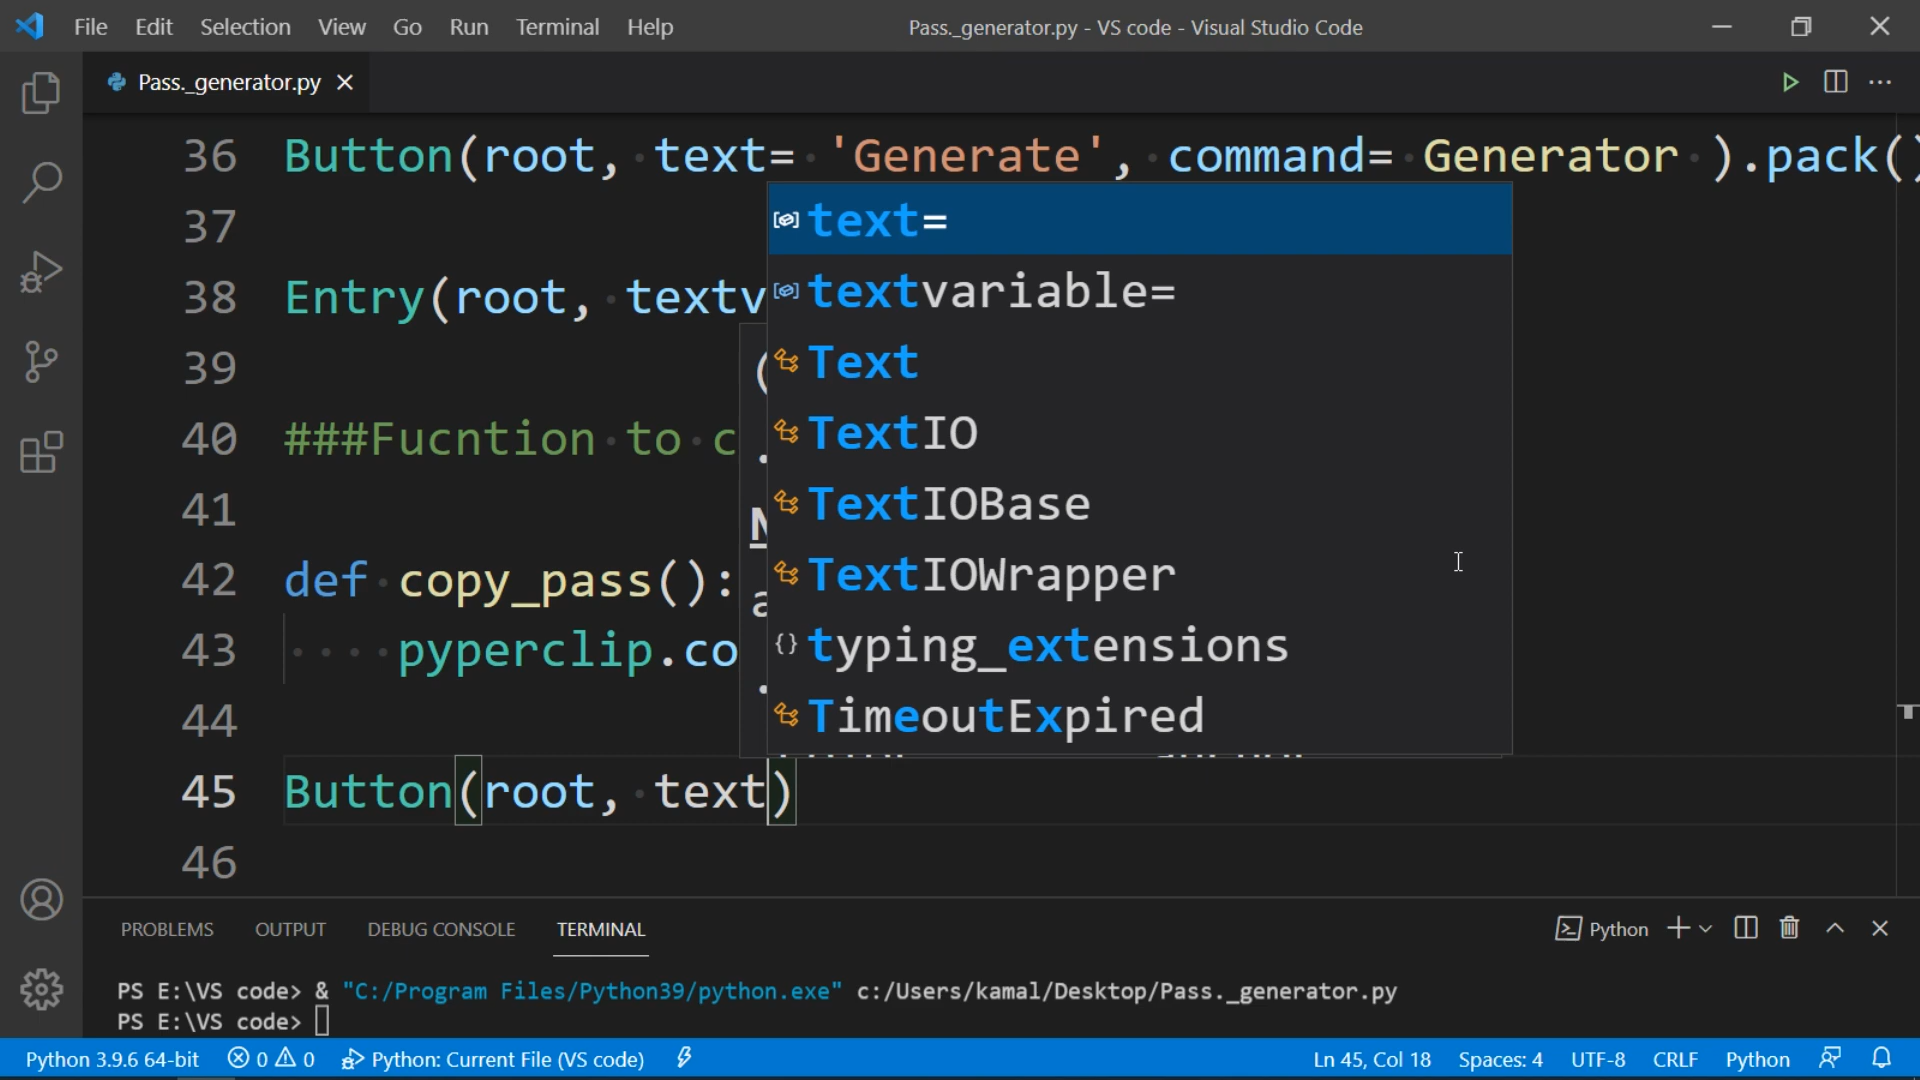 File Edit Selection View Go Run Terminal Help Pass._generator.py - VS code - Visual Studio Code
Pass._generator.py
36 Button(root, text= 'Generate', command= Generator ).pack()
37
text=
38 Entry(root, textv
textvariable=
39
Text
40 ###Fucntion to c
TextIO
41
TextIOBase
42 def copy_pass():
TextIOWrapper
43 pyperclip.co
typing_extensions
44
TimeoutExpired
45 Button(root, text)
46
PROBLEMS OUTPUT DEBUG CONSOLE TERMINAL Python
PS E:\VS code> & "C:/Program Files/Python39/python.exe" c:/Users/kamal/Desktop/Pass._generator.py
PS E:\VS code>
Python 3.9.6 64-bit 0 0 Python: Current File (VS code) Ln 45, Col 18 Spaces: 4 UTF-8 CRLF Python